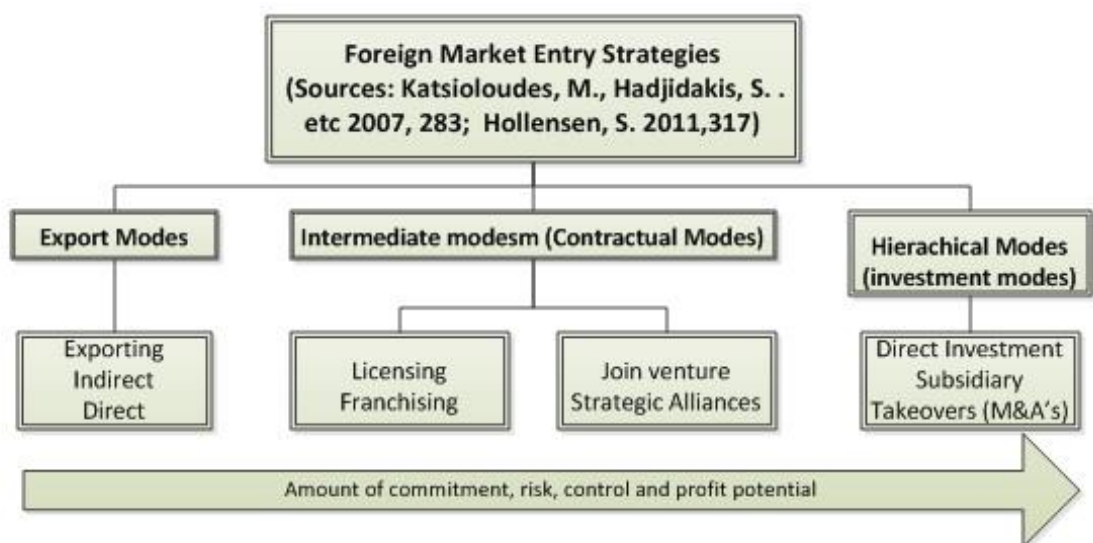 Foreign Market Entry Strategies
(Sources: Katsioloudes, M., Hadjidakis, S. .
etc 2007, 283;  Hollensen, S. 2011,317)
Export Modes
Intermediate modesm (Contractual Modes)
Hierachical Modes
(investment modes)
Exporting
Indirect
Direct
Licensing
Franchising
Join venture
Strategic Alliances
Direct Investment
Subsidiary
Takeovers (M&A's)
Amount of commitment, risk, control and profit potential